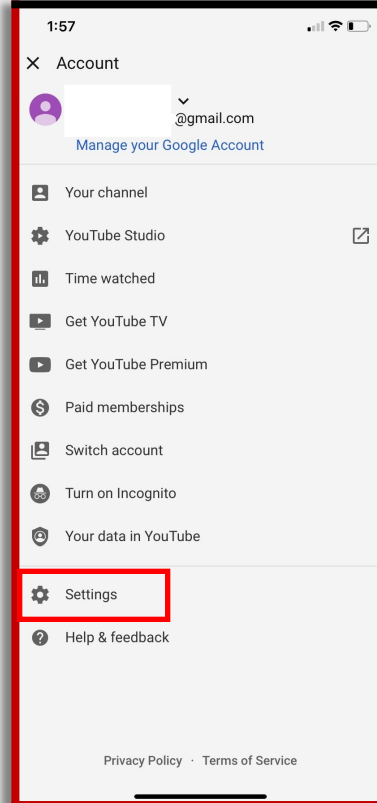 1:57
Account
@gmail.com
Manage your Google Account
Your channel
YouTube Studio
Time watched
Get YouTube TV
Get YouTube Premium
Paid memberships
Switch account
Turn on Incognito
Your data in YouTube
Settings
Help & feedback
Privacy Policy · Terms of Service